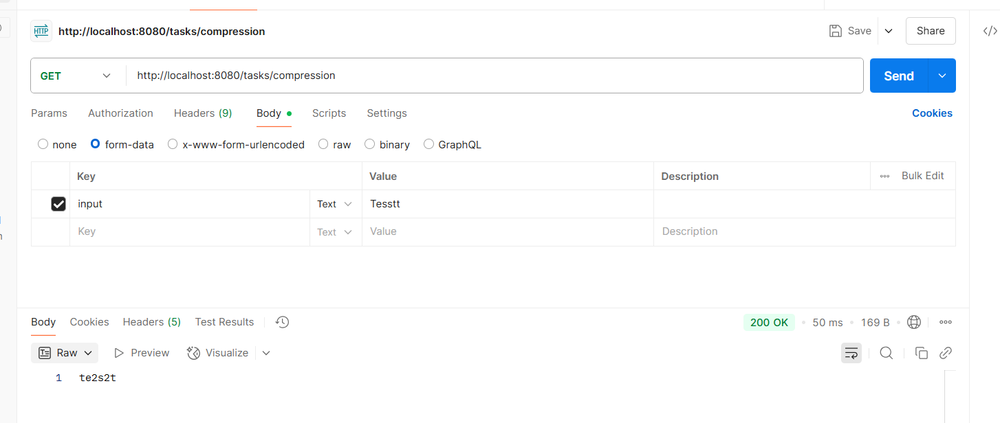 HTTP http://localhost:8080/tasks/compression Save Share </>
GET http://localhost:8080/tasks/compression Send
Params Authorization Headers (9) Body Scripts Settings Cookies
none form-data x-www-form-urlencoded raw binary GraphQL
Key Value Description Bulk Edit
input Text Tesstt
Key Text Value Description
Body Cookies Headers (5) Test Results 200 OK 50 ms 169 B
Raw Preview Visualize
1 te2s2t